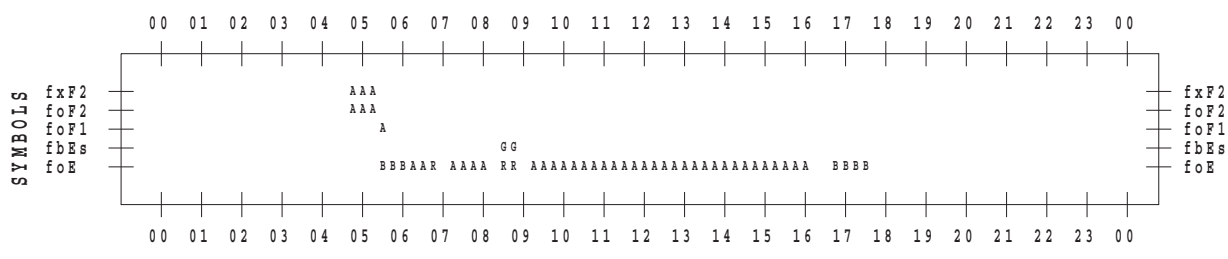 00 01 02 03 04 05 06 07 08 09 10 11 12 13 14 15 16 17 18 19 20 21 22 23 00
SYMBOLS
fxF2 AAA fxF2
foF2 AAA foF2
foF1 A foF1
fbEs GG fbEs
foE BBBAAR AAAA RR AAAAAAAAAAAAAAAAAAAAAAAAAAAA BBBB foE
00 01 02 03 04 05 06 07 08 09 10 11 12 13 14 15 16 17 18 19 20 21 22 23 00